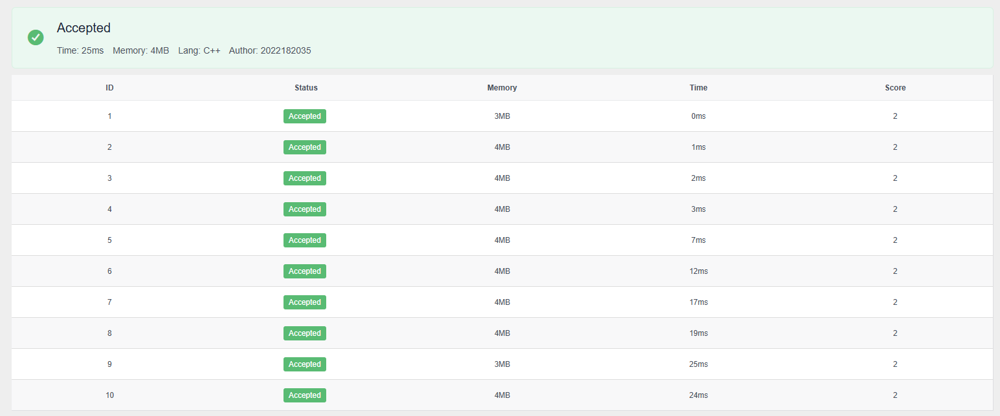 Accepted
Time: 25ms Memory: 4MB Lang: C++ Author: 2022182035
ID Status Memory Time Score
1 Accepted 3MB 0ms 2
2 Accepted 4MB 1ms 2
3 Accepted 4MB 2ms 2
4 Accepted 4MB 3ms 2
5 Accepted 4MB 7ms 2
6 Accepted 4MB 12ms 2
7 Accepted 4MB 17ms 2
8 Accepted 4MB 19ms 2
9 Accepted 3MB 25ms 2
10 Accepted 4MB 24ms 2